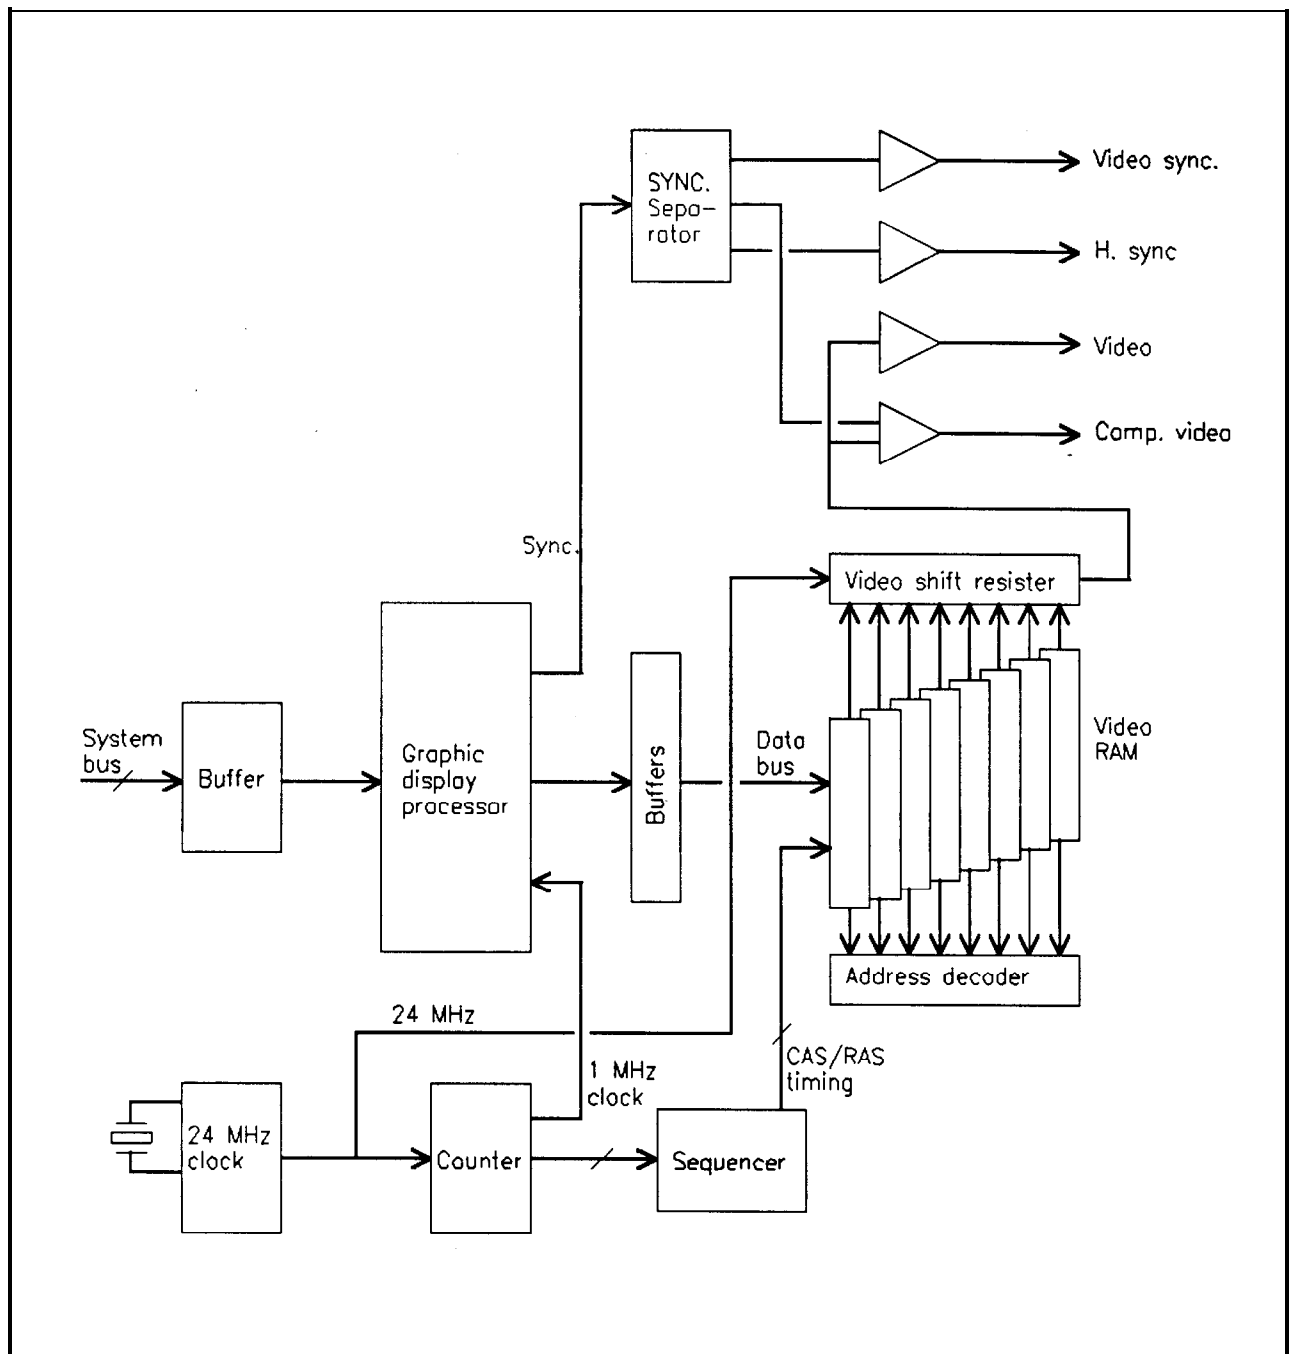 SYNC.
Sepa-
rator
Video sync.
H. sync
Video
Comp. video
Sync.
Video shift resister
System
bus
Buffer
Graphic
display
processor
Buffers
Data
bus
Video
RAM
Address decoder
24 MHz
1 MHz
clock
CAS/RAS
timing
24 MHz
clock
Counter
Sequencer